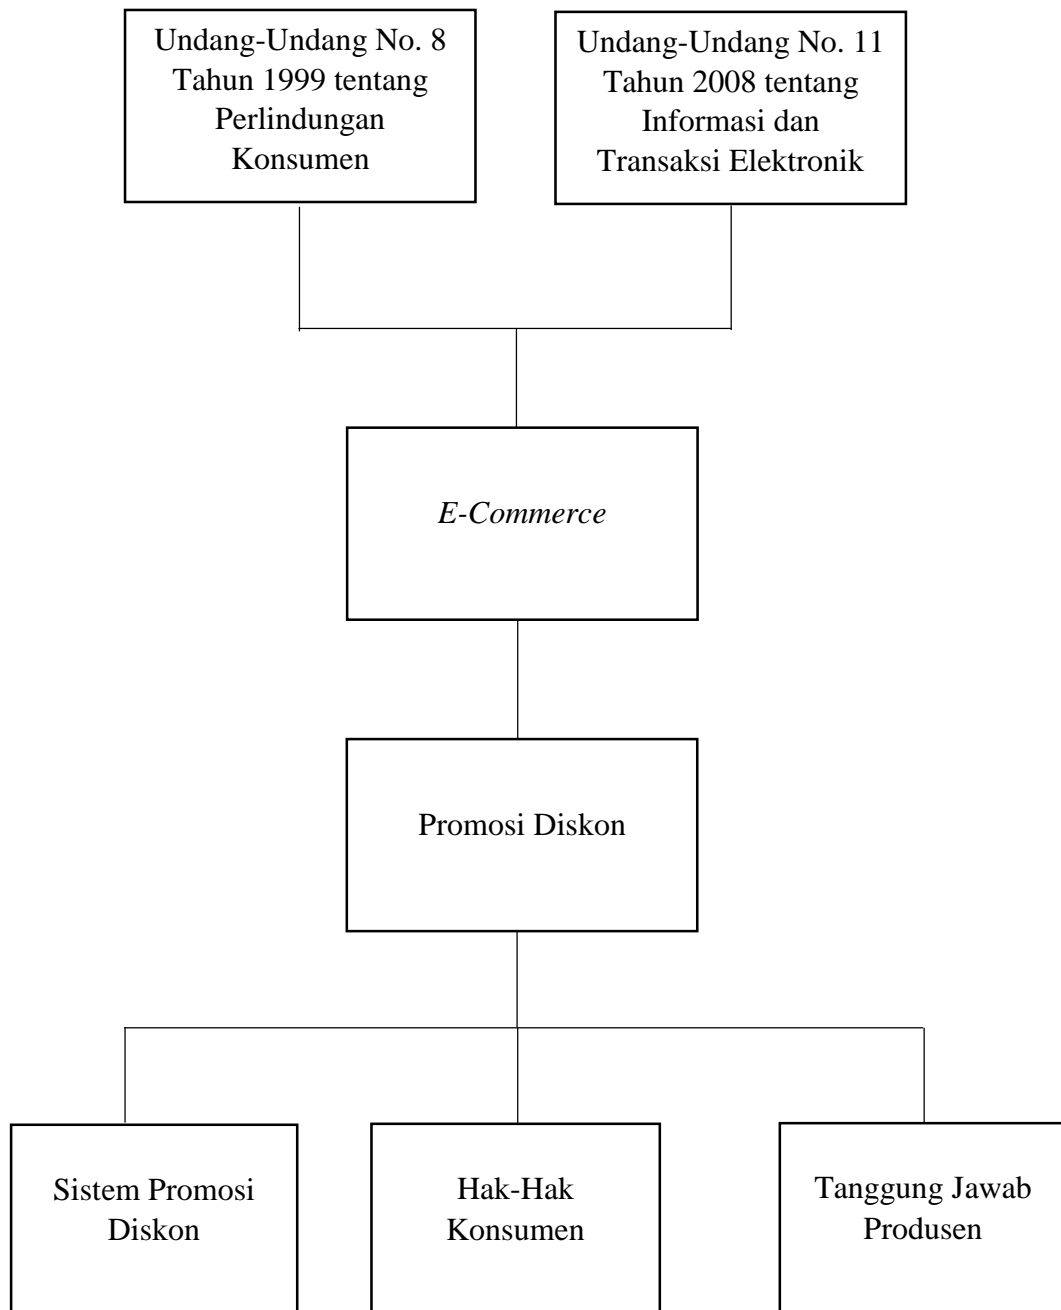 Undang-Undang No. 8
Tahun 1999 tentang
Perlindungan
Konsumen
Undang-Undang No. 11
Tahun 2008 tentang
Informasi dan
Transaksi Elektronik
E-Commerce
Promosi Diskon
Sistem Promosi
Diskon
Hak-Hak
Konsumen
Tanggung Jawab
Produsen